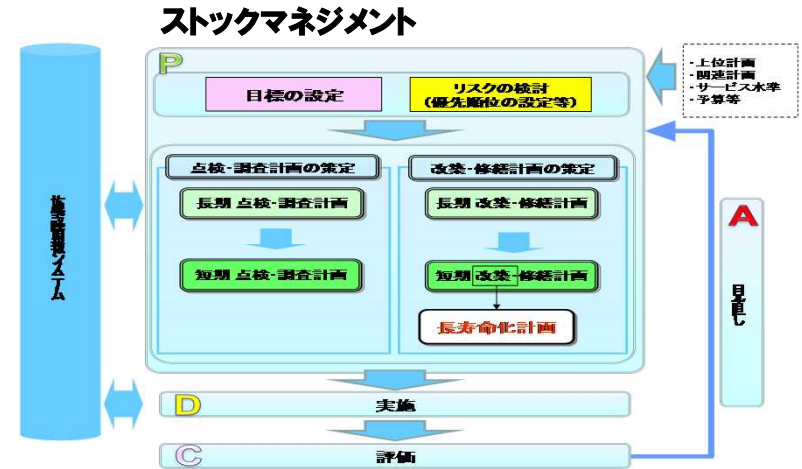 ストックマネジメント
P
目標の設定
リスクの検討
(優先順位の設定等)
・上位計画
・関連計画
・サービス水準
・予算等
点検・調査計画の策定
改築・修繕計画の策定
長期 点検・調査計画
長期 改築・修繕計画
短期 点検・調査計画
短期 改築・修繕計画
長寿命化計画
A
見直し
D
実施
C
評価